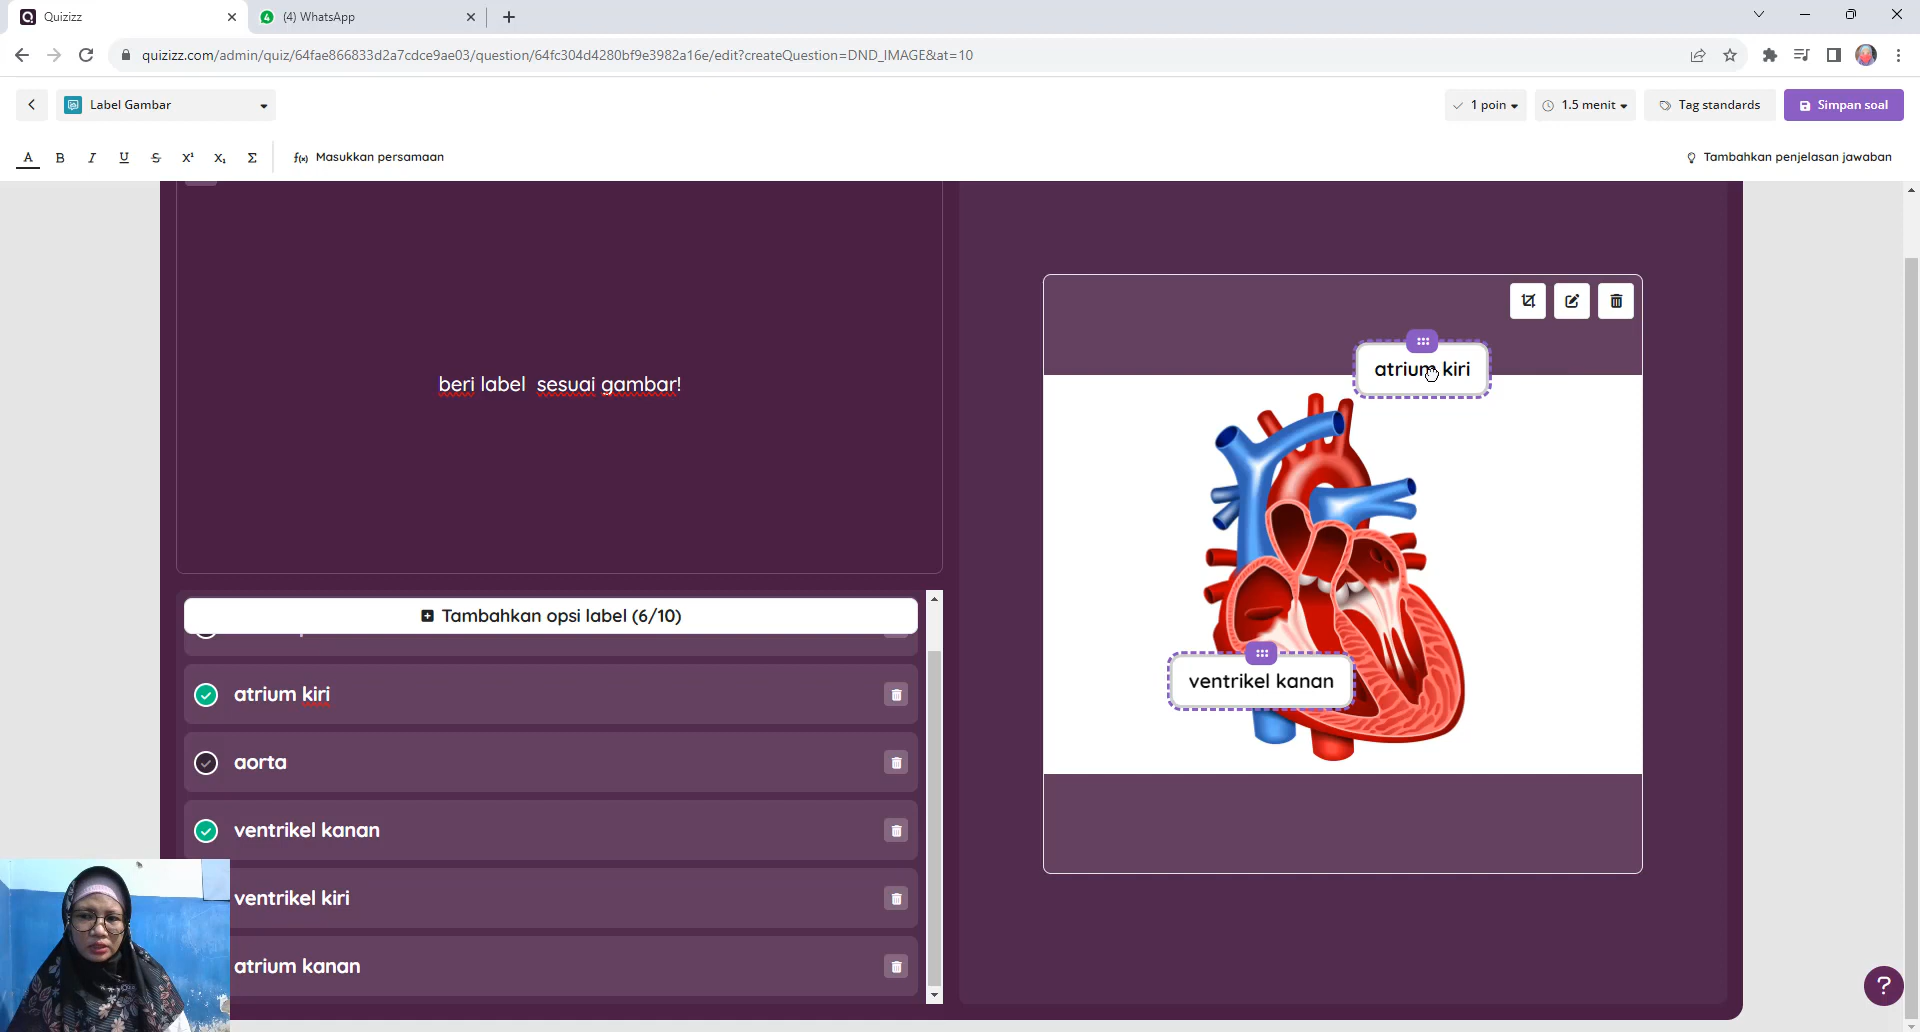 Quizizz
(4) WhatsApp
quizizz.com/admin/quiz/64fae866833d2a7cdce9ae03/question/64fc304d4280bf9e3982a16e/edit?createQuestion=DND_IMAGE&at=10
Label Gambar
1 poin
1.5 menit
Tag standards
Simpan soal
A B I U S X² X₂ Σ
f(x) Masukkan persamaan
Tambahkan penjelasan jawaban
beri label sesuai gambar!
atrium kiri
ventrikel kanan
Tambahkan opsi label (6/10)
atrium kiri
aorta
ventrikel kanan
ventrikel kiri
atrium kanan
?